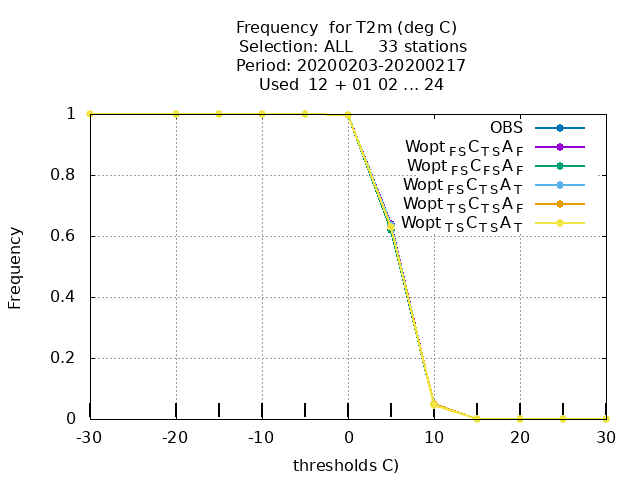 Frequency  for T2m (deg C)
Selection: ALL     33 stations
Period: 20200203-20200217
Used  12 + 01 02 ... 24
OBS
Wopt FS C TS A F
Wopt FS C FS A F
Wopt FS C TS A T
Wopt TS C TS A F
Wopt TS C TS A T
1
0.8
0.6
0.4
0.2
0
Frequency
-30 -20 -10 0 10 20 30
thresholds C)